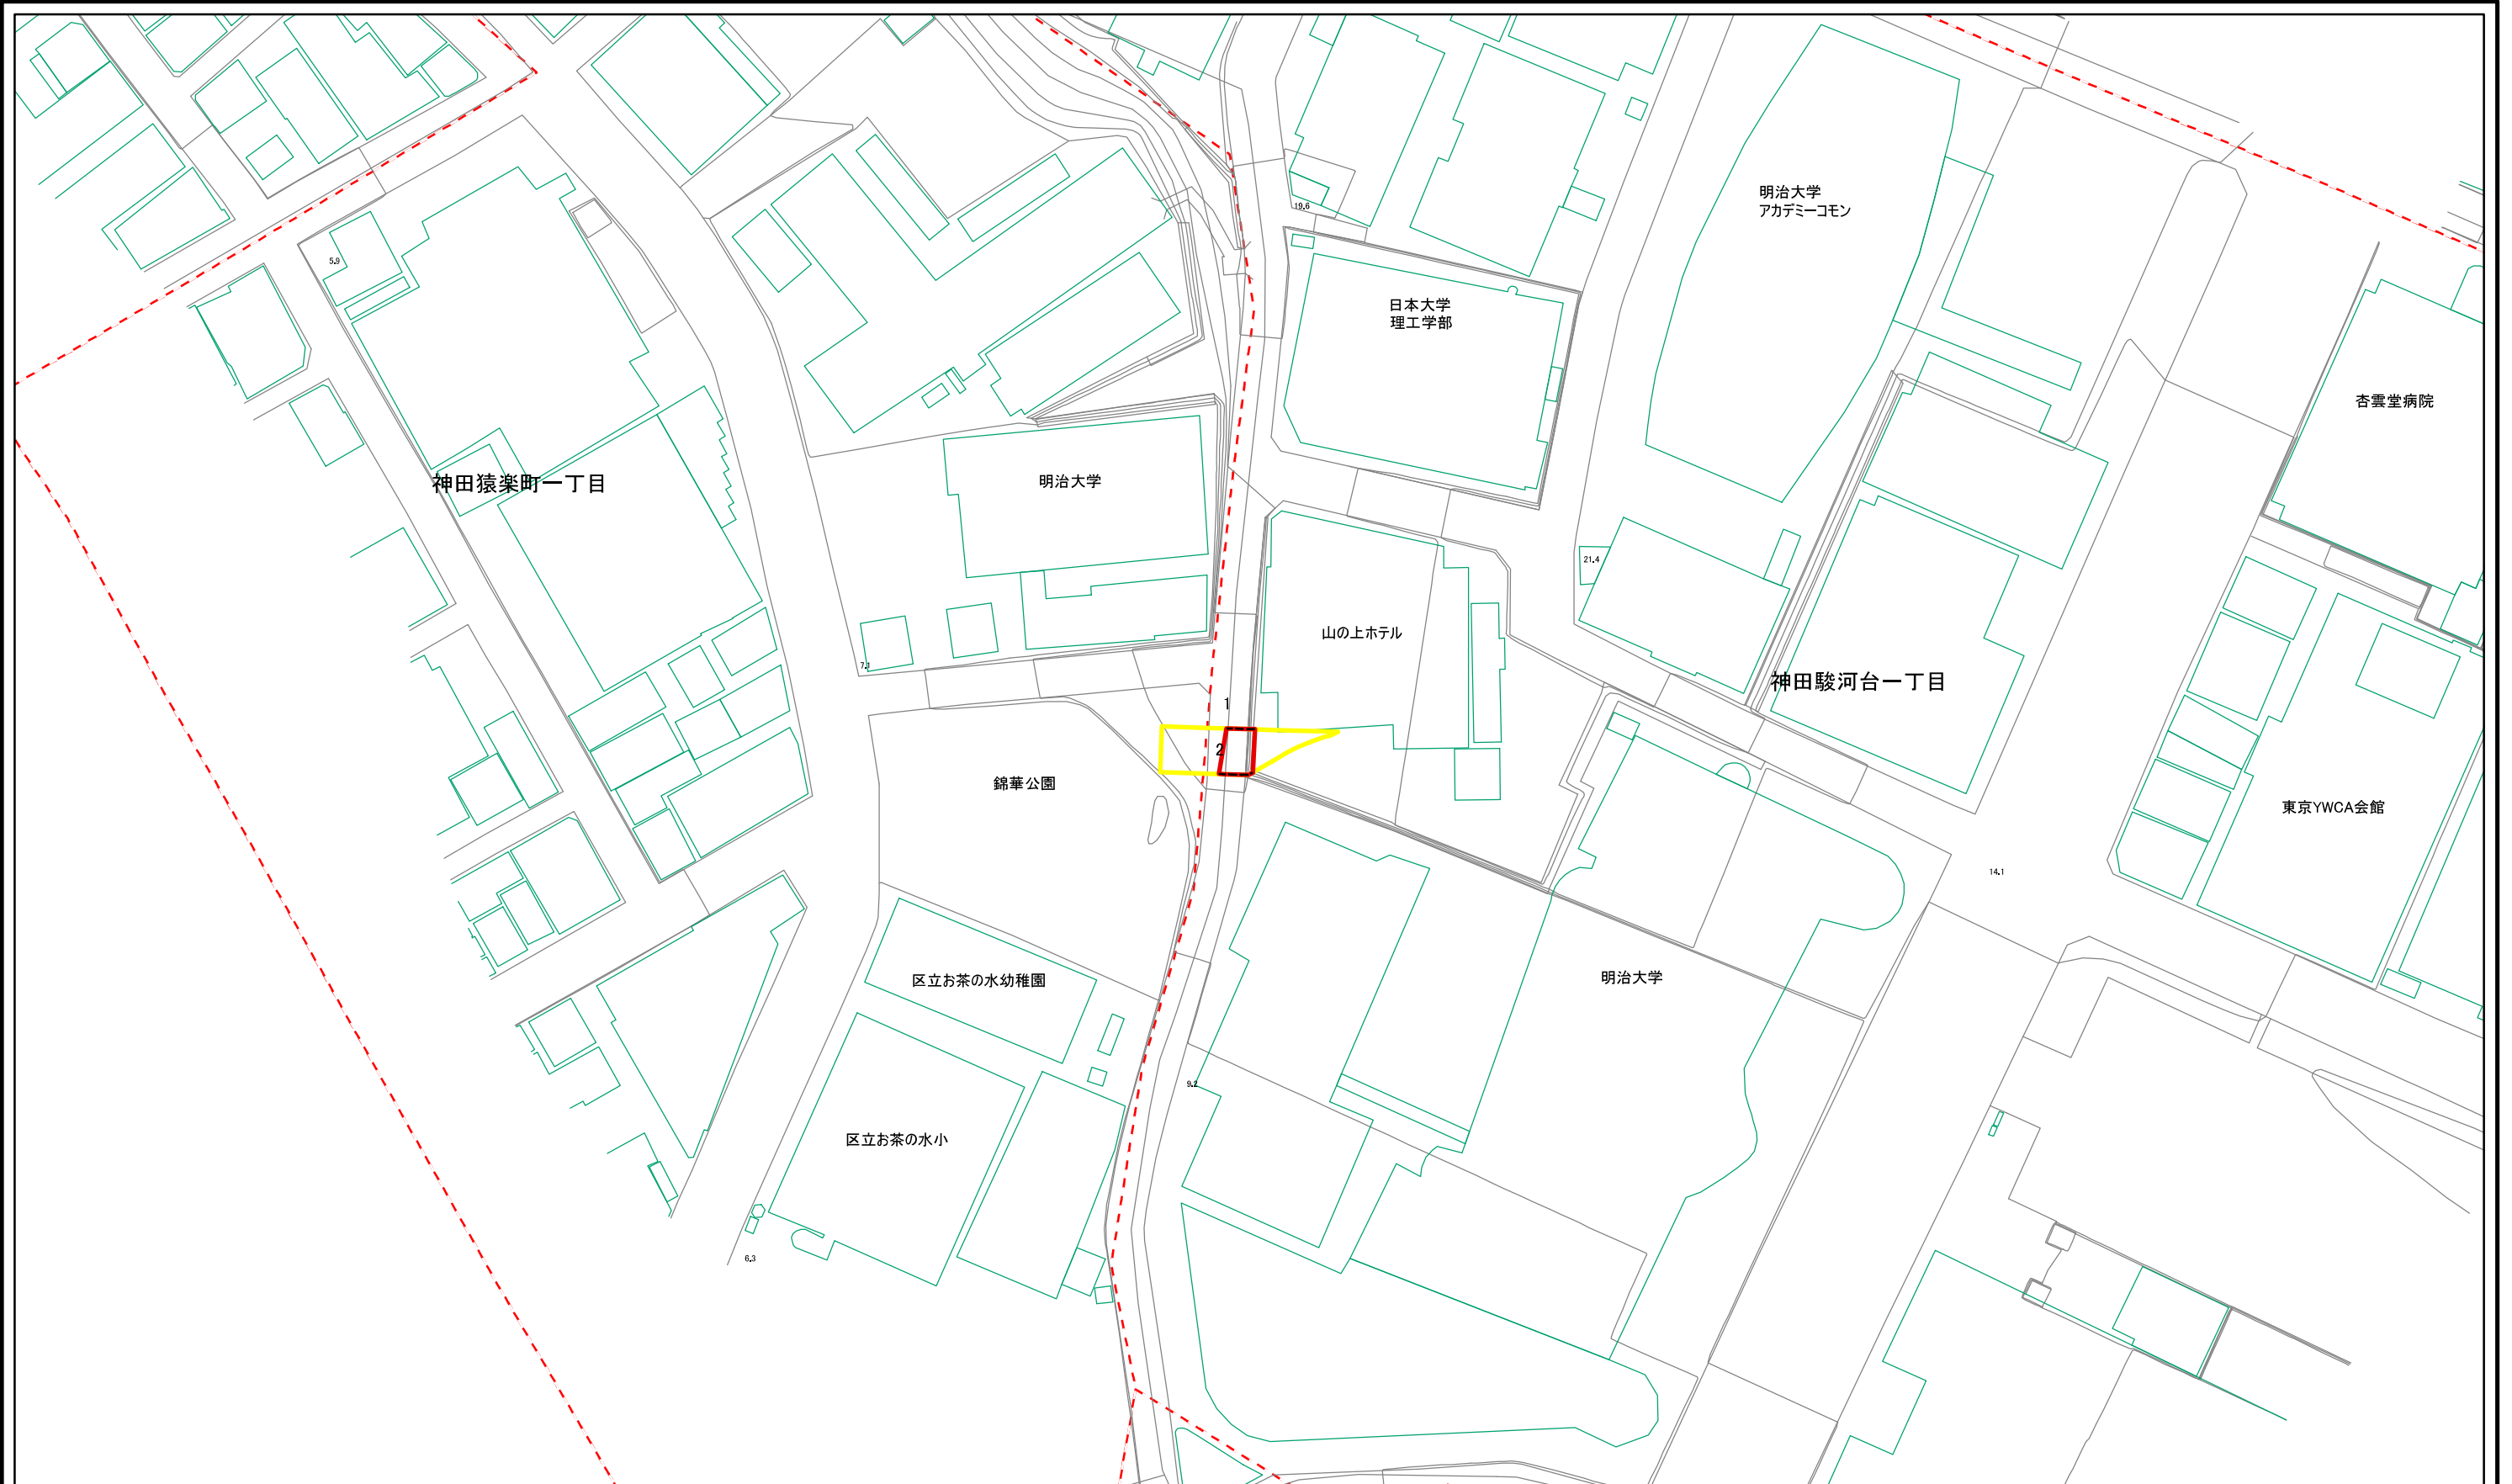 明治大学
アカデミーコモン
19.6
5.9
日本大学
理工学部
杏雲堂病院
神田猿楽町一丁目
明治大学
21.4
山の上ホテル
7.1
神田駿河台一丁目
1
2
錦華公園
東京YWCA会館
14.1
区立お茶の水幼稚園
明治大学
9.2
区立お茶の水小
6.3